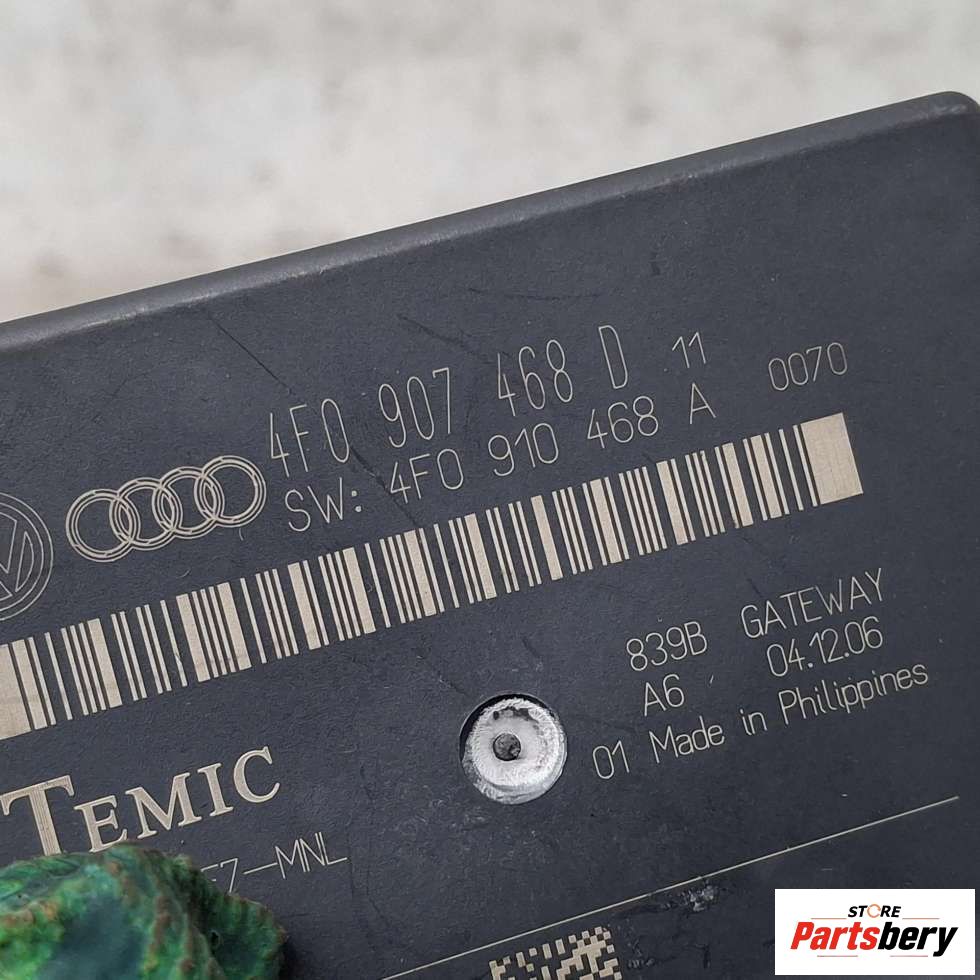 4F0 907 468 D 11
SW: 4F0 910 468 A 0070
839B GATEWAY
A6 04.12.06
01 Made in Philippines
TEMIC
-MNL
STORE
Partsbery